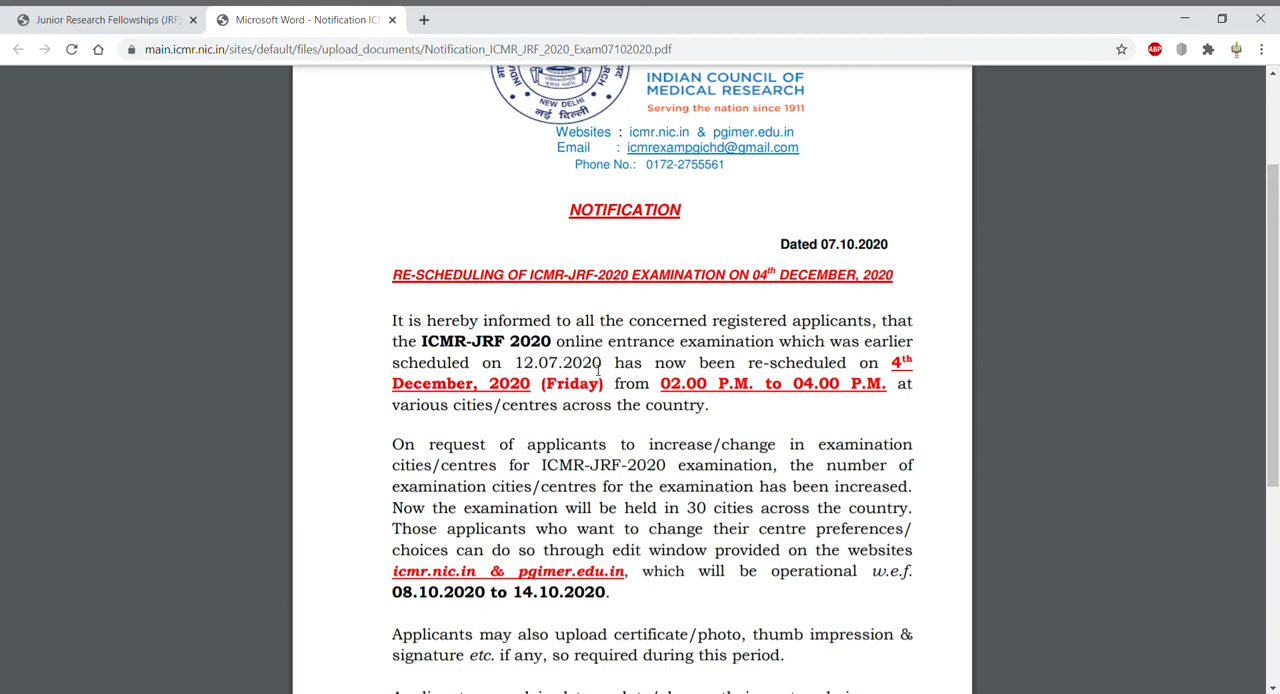 Junior Research Fellowships (JRF
Microsoft Word - Notification IC
main.icmr.nic.in/sites/default/files/upload_documents/Notification_ICMR_JRF_2020_Exam07102020.pdf
ABP
NEW DELHI
नई दिल्ली
INDIAN COUNCIL OF
MEDICAL RESEARCH
Serving the nation since 1911
Websites : icmr.nic.in & pgimer.edu.in
Email : icmrexampgichd@gmail.com
Phone No.: 0172-2755561
NOTIFICATION
Dated 07.10.2020
RE-SCHEDULING OF ICMR-JRF-2020 EXAMINATION ON 04th DECEMBER, 2020
It is hereby informed to all the concerned registered applicants, that
the ICMR-JRF 2020 online entrance examination which was earlier
scheduled on 12.07.2020 has now been re-scheduled on 4th
December, 2020 (Friday) from 02.00 P.M. to 04.00 P.M. at
various cities/centres across the country.
On request of applicants to increase/change in examination
cities/centres for ICMR-JRF-2020 examination, the number of
examination cities/centres for the examination has been increased.
Now the examination will be held in 30 cities across the country.
Those applicants who want to change their centre preferences/
choices can do so through edit window provided on the websites
icmr.nic.in & pgimer.edu.in, which will be operational w.e.f.
08.10.2020 to 14.10.2020.
Applicants may also upload certificate/photo, thumb impression &
signature etc. if any, so required during this period.